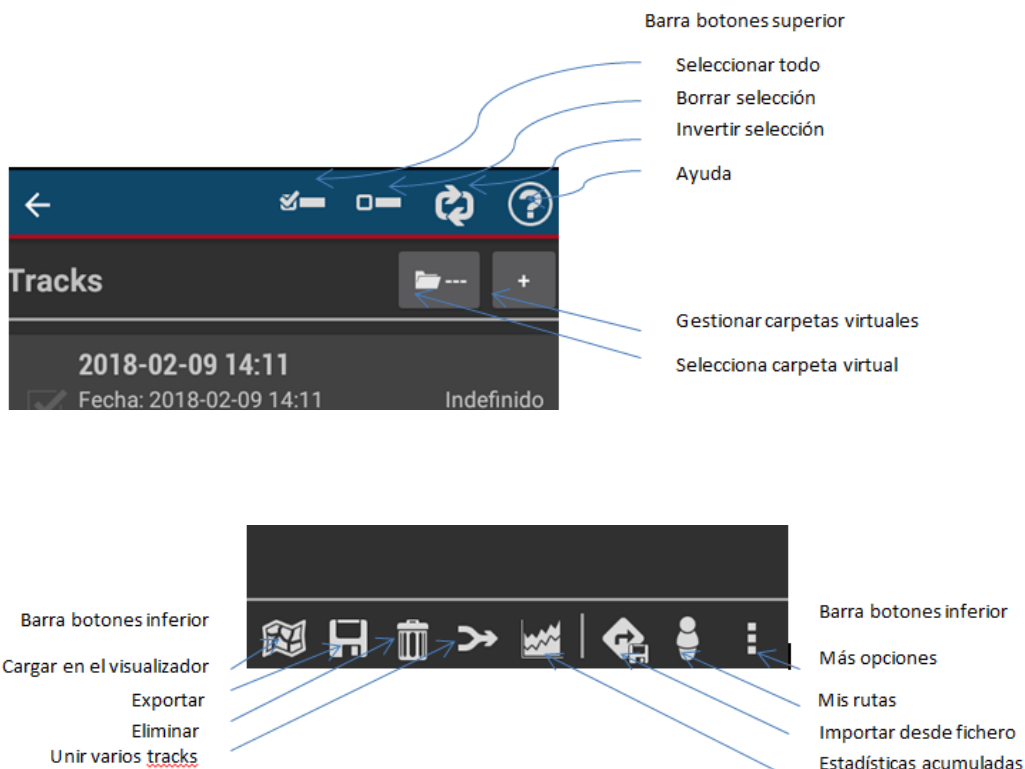 Barra botones superior
Seleccionar todo
Borrar selección
Invertir selección
Ayuda
Tracks
---
+
Gestionar carpetas virtuales
Selecciona carpeta virtual
2018-02-09 14:11
Fecha: 2018-02-09 14:11
Indefinido
Barra botones inferior
Cargar en el visualizador
Exportar
Eliminar
Unir varios tracks
Barra botones inferior
Más opciones
Mis rutas
Importar desde fichero
Estadísticas acumuladas